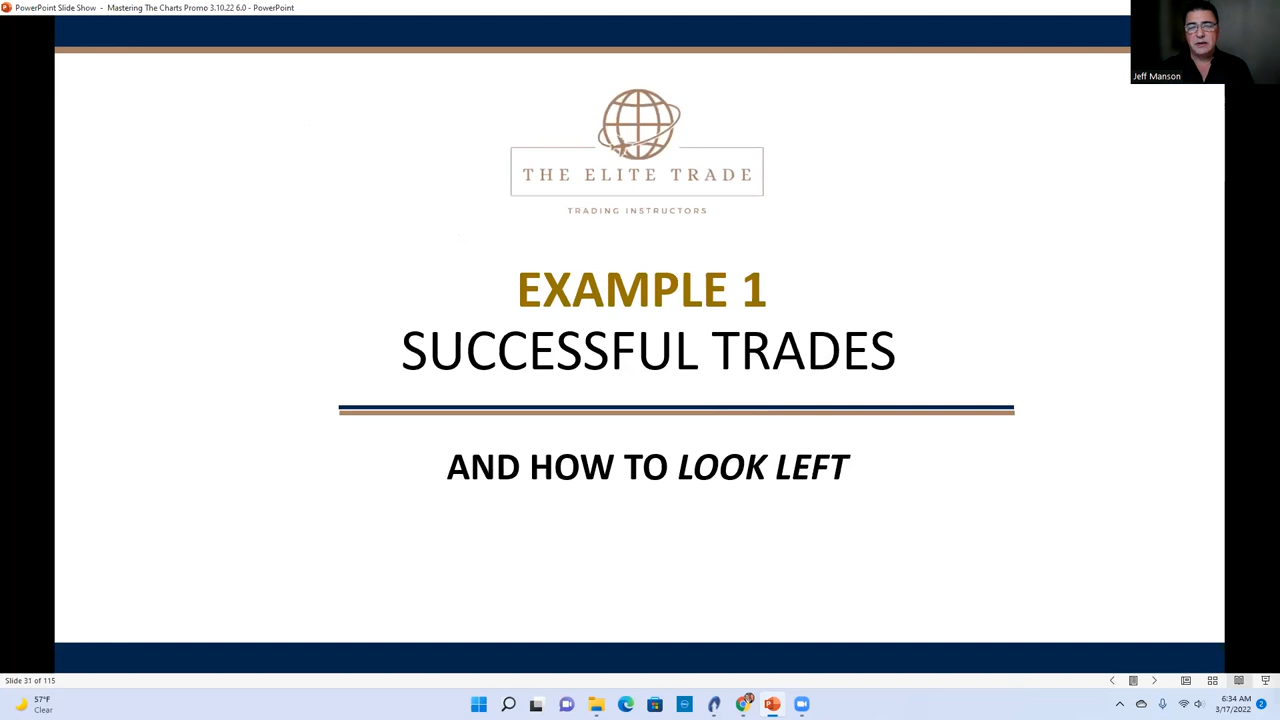 PowerPoint Slide Show - Mastering The Charts Promo 3.10.22 6.0 - PowerPoint
Jeff Manson
THE ELITE TRADE
TRADING INSTRUCTORS
EXAMPLE 1
SUCCESSFUL TRADES
AND HOW TO LOOK LEFT
Slide 31 of 115
57°F
Clear
6:34 AM
3/17/2022
2